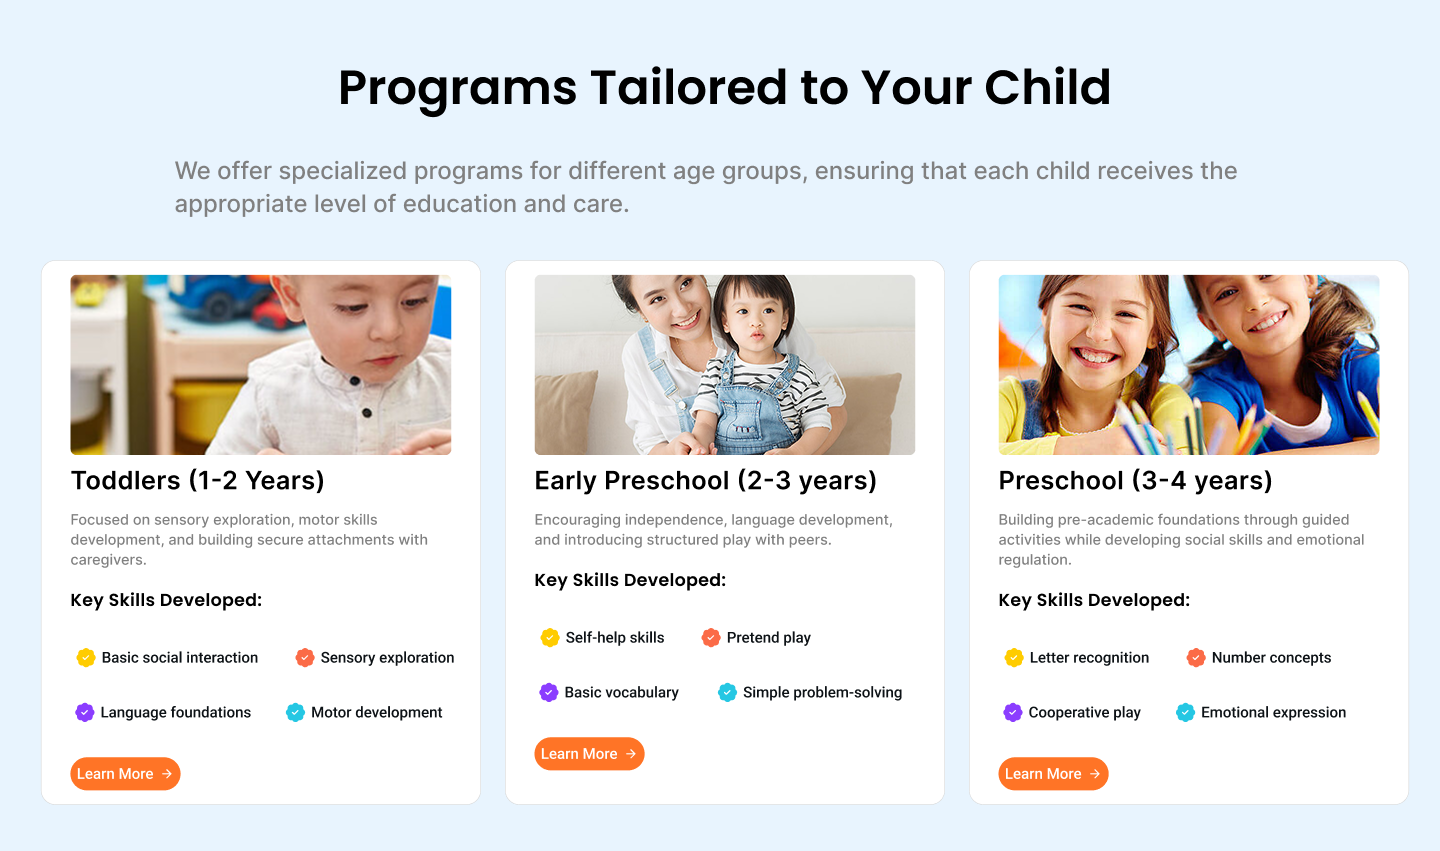 Programs Tailored to Your Child
We offer specialized programs for different age groups, ensuring that each child receives the
appropriate level of education and care.
Toddlers (1-2 Years)
Focused on sensory exploration, motor skills
development, and building secure attachments with
caregivers.
Key Skills Developed:
Basic social interaction
Sensory exploration
Language foundations
Motor development
Learn More
Early Preschool (2-3 years)
Encouraging independence, language development,
and introducing structured play with peers.
Key Skills Developed:
Self-help skills
Pretend play
Basic vocabulary
Simple problem-solving
Learn More
Preschool (3-4 years)
Building pre-academic foundations through guided
activities while developing social skills and emotional
regulation.
Key Skills Developed:
Letter recognition
Number concepts
Cooperative play
Emotional expression
Learn More